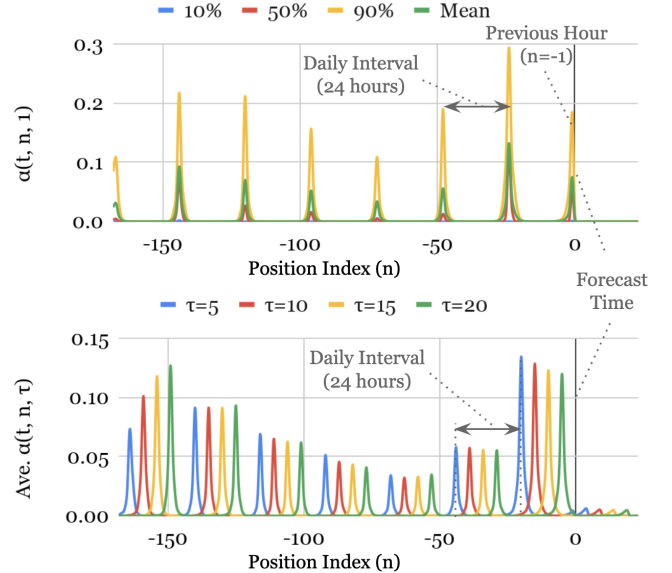 10% 50% 90% Mean
Previous Hour
(n=-1)
Daily Interval
(24 hours)
α(t, n, 1)
0.3
0.2
0.1
0.0
-150 -100 -50 0
Position Index (n)
Forecast
Time
τ=5 τ=10 τ=15 τ=20
Daily Interval
(24 hours)
Ave. α(t, n, τ)
0.15
0.10
0.05
0.00
-150 -100 -50 0
Position Index (n)